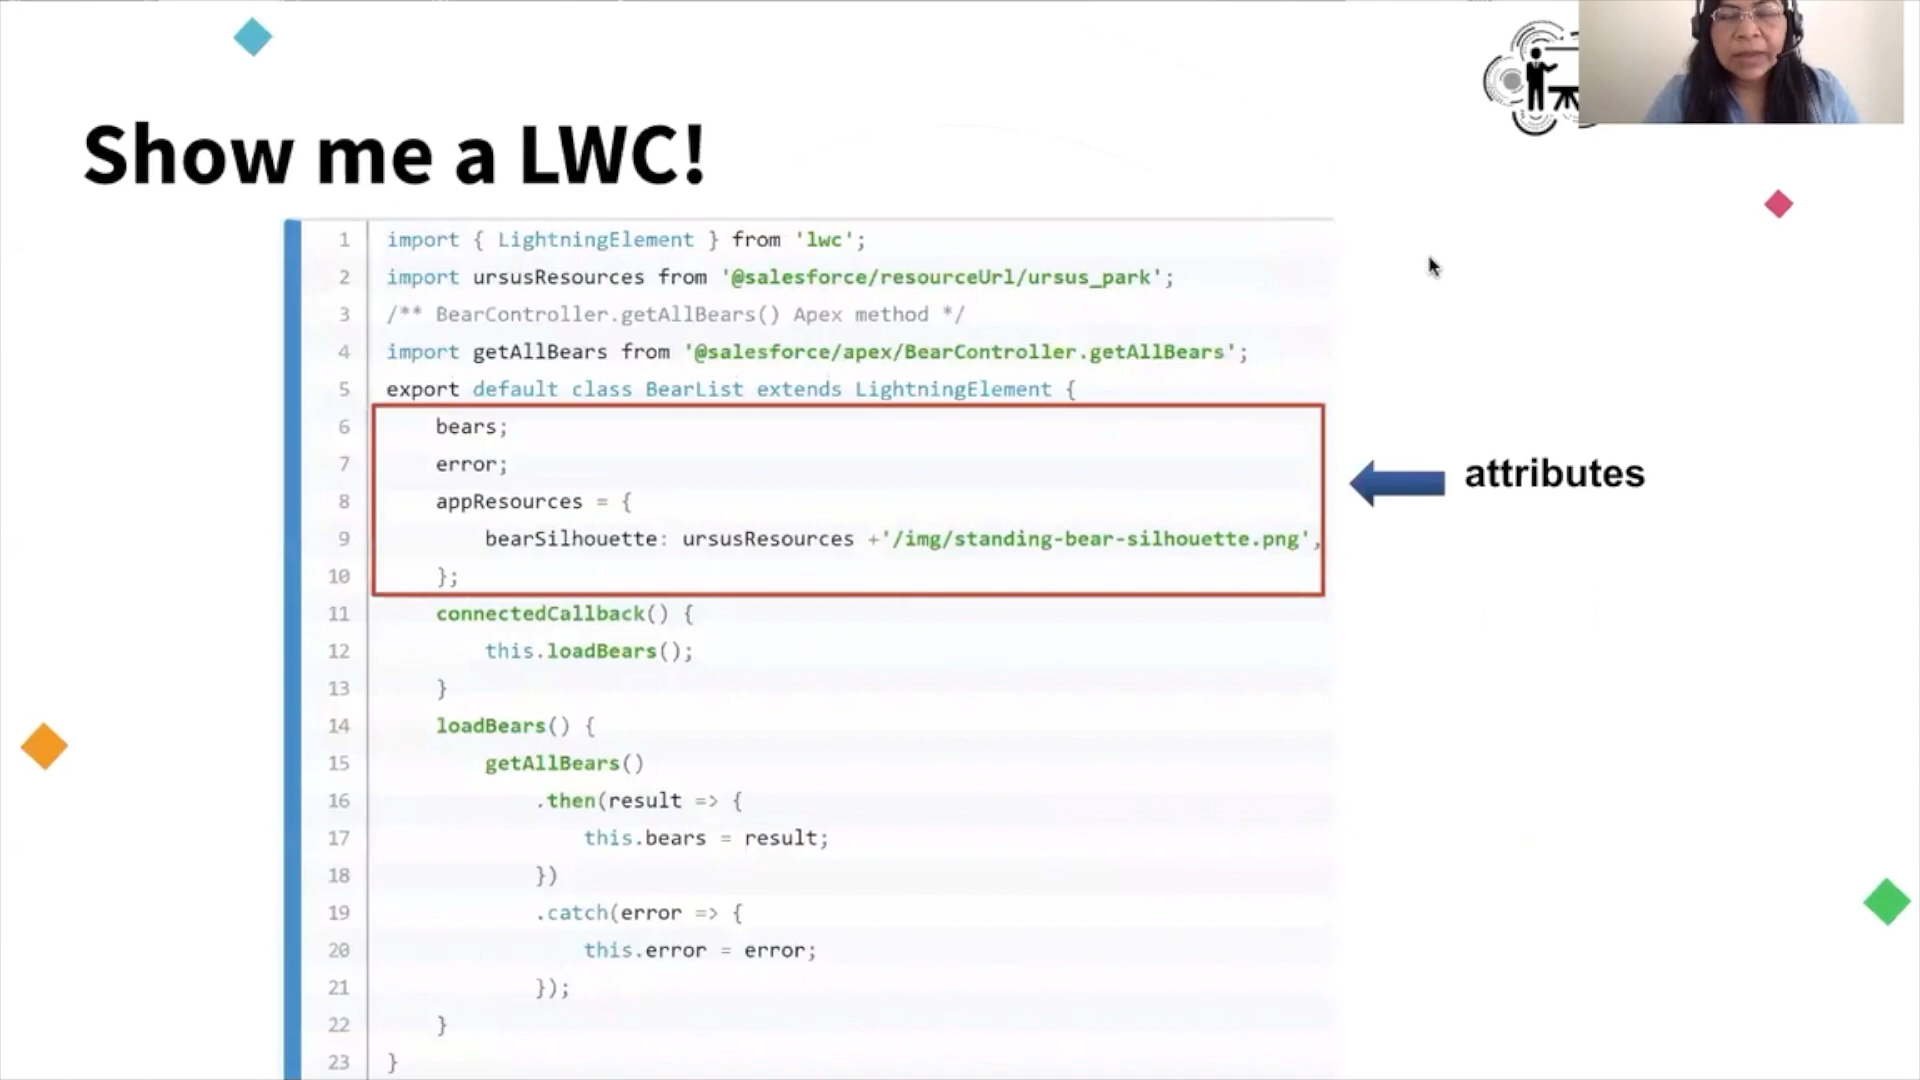 Show me a LWC!
1 import { LightningElement } from 'lwc';
2 import ursusResources from '@salesforce/resourceUrl/ursus_park';
3 /** BearController.getAllBears() Apex method */
4 import getAllBears from '@salesforce/apex/BearController.getAllBears';
5 export default class BearList extends LightningElement {
6 bears;
7 error;
8 appResources = {
9 bearSilhouette: ursusResources +'/img/standing-bear-silhouette.png',
10 };
11 connectedCallback() {
12 this.loadBears();
13 }
14 loadBears() {
15 getAllBears()
16 .then(result => {
17 this.bears = result;
18 })
19 .catch(error => {
20 this.error = error;
21 });
22 }
23 }
attributes